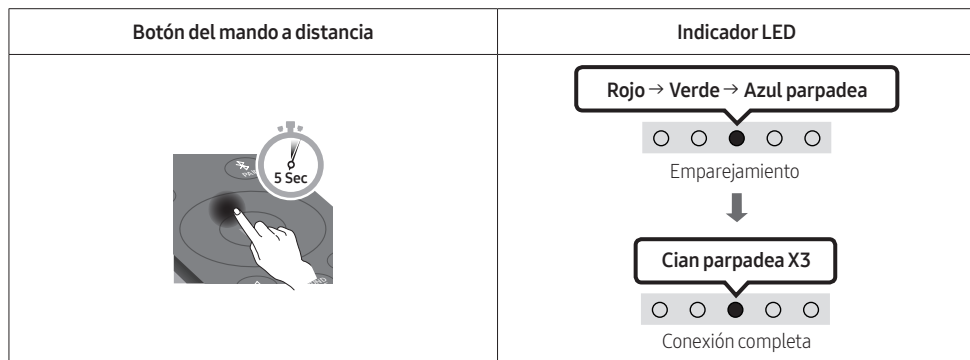 Botón del mando a distancia
Indicador LED
5 Sec
Rojo → Verde → Azul parpadea
Emparejamiento
Cian parpadea X3
Conexión completa